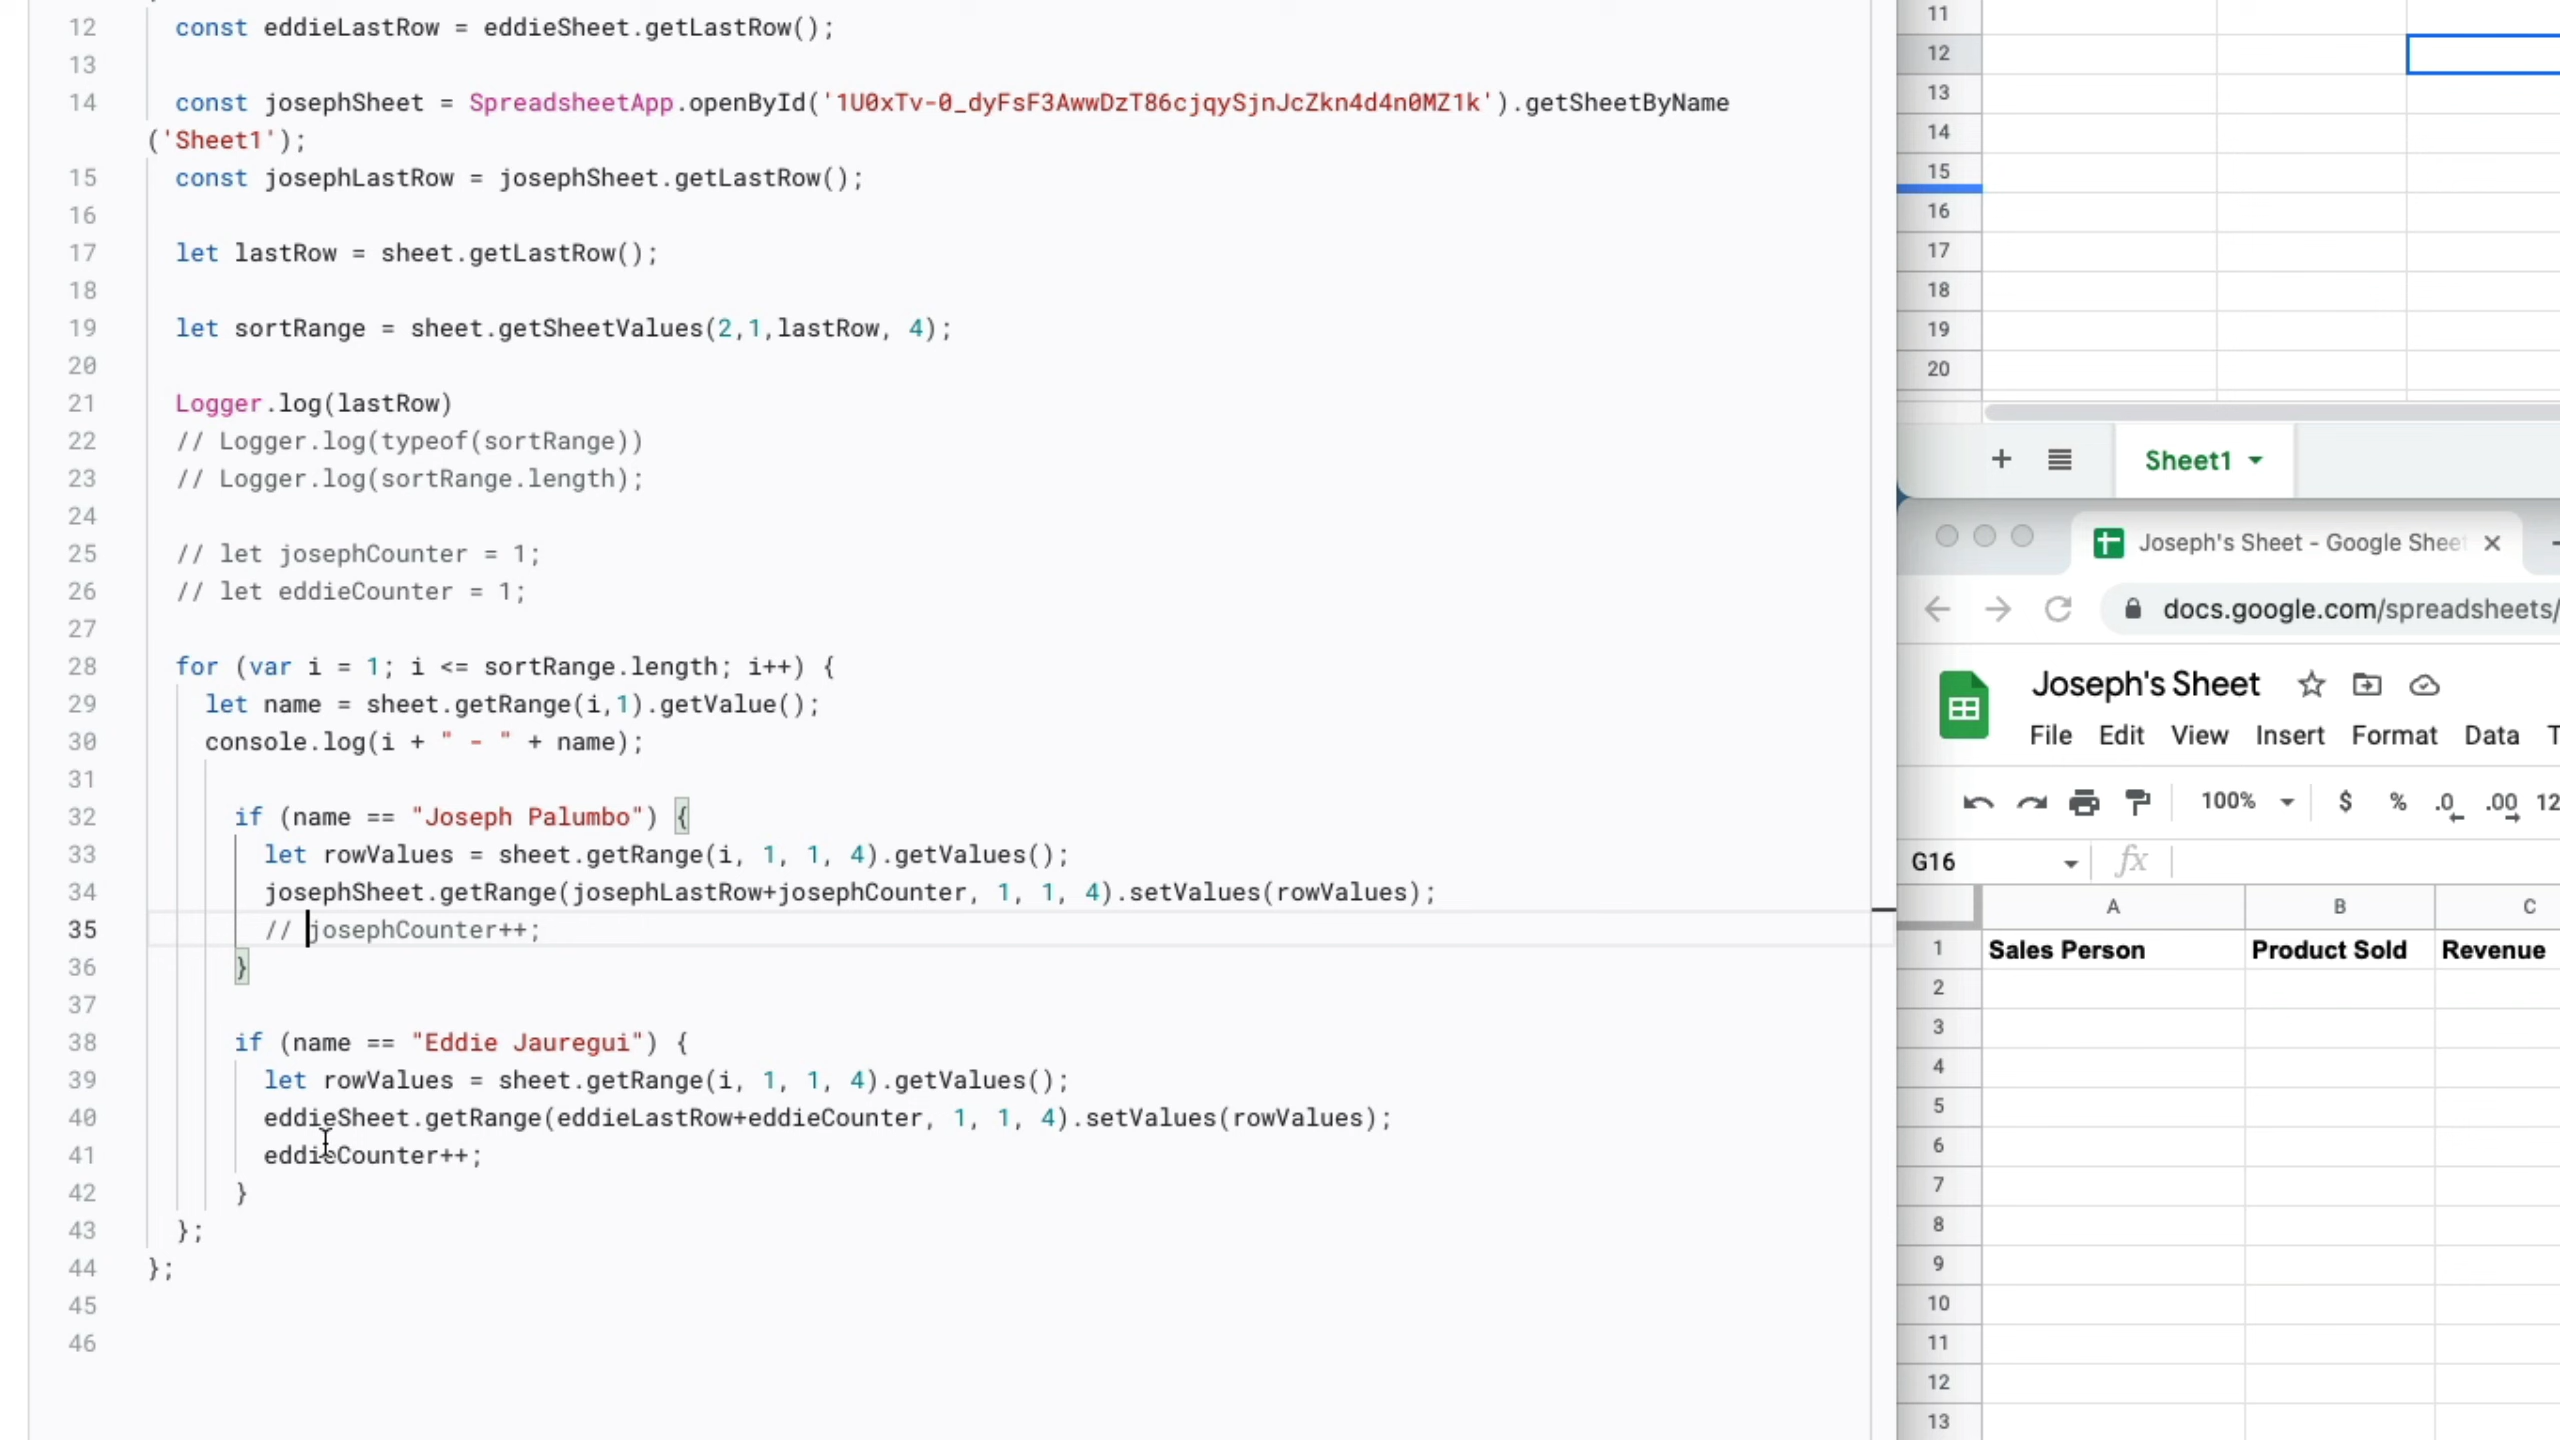 12 const eddieLastRow = eddieSheet.getLastRow();
13
14 const josephSheet = SpreadsheetApp.openById('1U0xTv-0_dyFsF3AwwDzT86cjqySjnJcZkn4d4n0MZ1k').getSheetByName
('Sheet1');
15 const josephLastRow = josephSheet.getLastRow();
16
17 let lastRow = sheet.getLastRow();
18
19 let sortRange = sheet.getSheetValues(2,1,lastRow, 4);
20
21 Logger.log(lastRow)
22 // Logger.log(typeof(sortRange))
23 // Logger.log(sortRange.length);
24
25 // let josephCounter = 1;
26 // let eddieCounter = 1;
27
28 for (var i = 1; i <= sortRange.length; i++) {
29 let name = sheet.getRange(i,1).getValue();
30 console.log(i + " - " + name);
31
32 if (name == "Joseph Palumbo") {
33 let rowValues = sheet.getRange(i, 1, 1, 4).getValues();
34 josephSheet.getRange(josephLastRow+josephCounter, 1, 1, 4).setValues(rowValues);
35 // josephCounter++;
36 }
37
38 if (name == "Eddie Jauregui") {
39 let rowValues = sheet.getRange(i, 1, 1, 4).getValues();
40 eddieSheet.getRange(eddieLastRow+eddieCounter, 1, 1, 4).setValues(rowValues);
41 eddieCounter++;
42 }
43 };
44 };
45
46
11
12
13
14
15
16
17
18
19
20
+ Sheet1
Joseph's Sheet - Google Sheet
docs.google.com/spreadsheets/
Joseph's Sheet
File Edit View Insert Format Data T
100% $ % .0 .00 12
G16 fx
A B C
1 Sales Person Product Sold Revenue
2
3
4
5
6
7
8
9
10
11
12
13